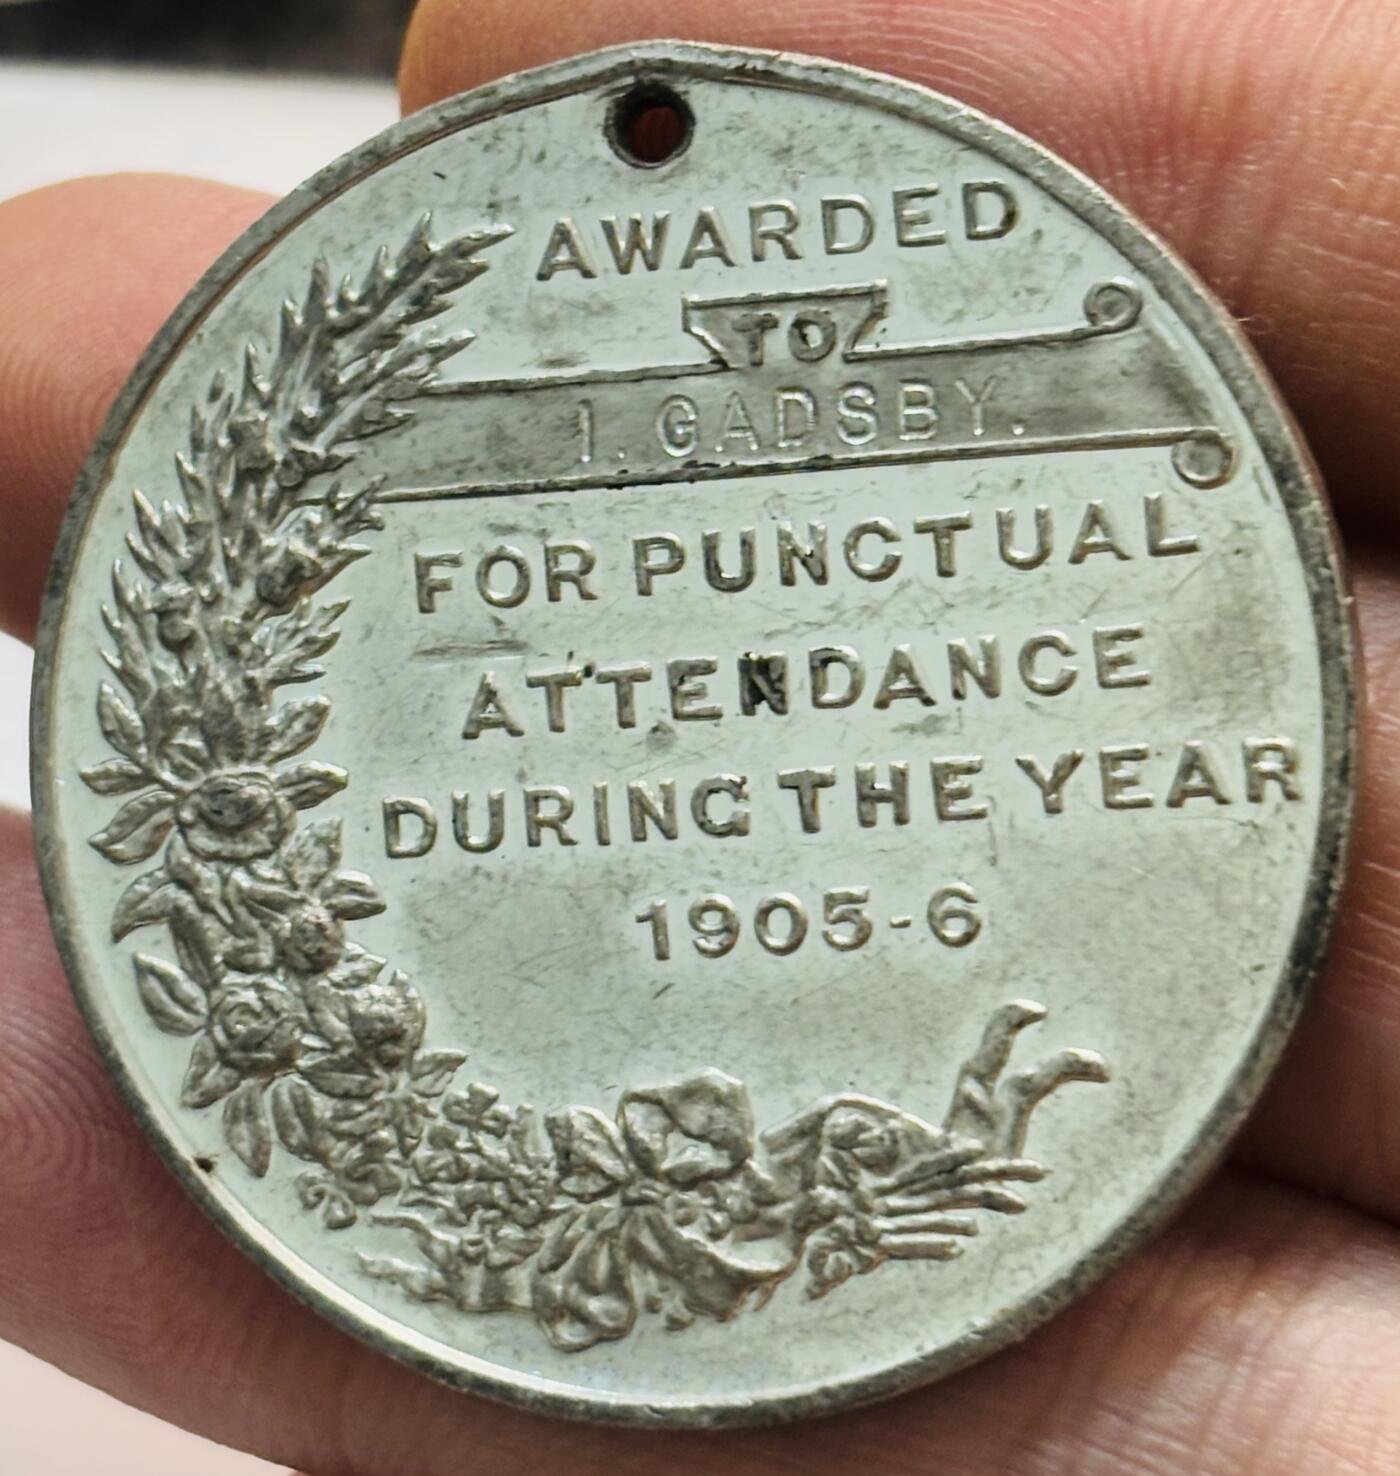 AWARDED
TO
I. GADSBY.
FOR PUNCTUAL
ATTENDANCE
DURING THE YEAR
1905-6